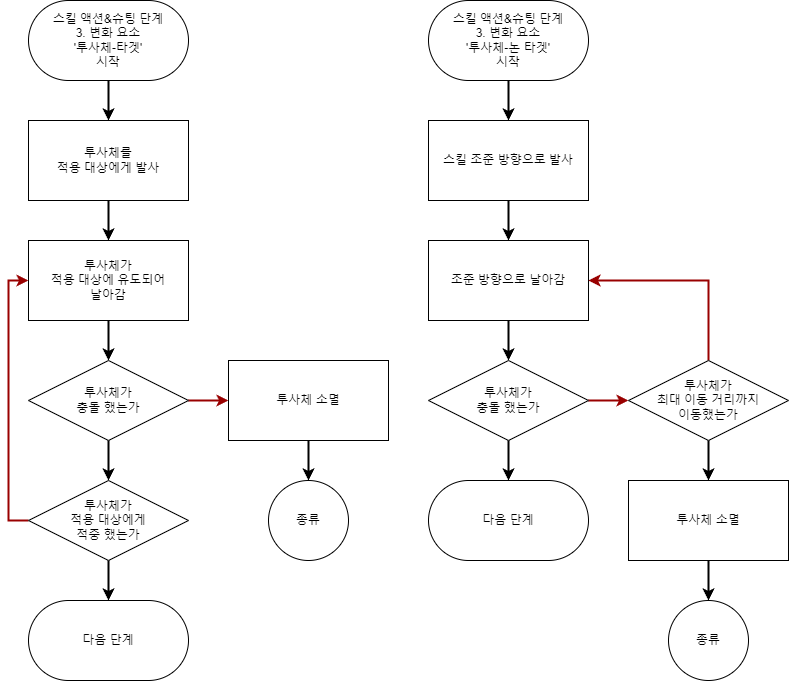 스킬 액션&슈팅 단계
3. 변화 요소
'투사체-타겟'
시작
투사체를
적용 대상에게 발사
투사체가
적용 대상에 유도되어
날아감
투사체가
충돌 했는가
투사체 소멸
투사체가
적용 대상에게
적중 했는가
종류
다음 단계
스킬 액션&슈팅 단계
3. 변화 요소
'투사체-논 타겟'
시작
스킬 조준 방향으로 발사
조준 방향으로 날아감
투사체가
충돌 했는가
투사체가
최대 이동 거리까지
이동했는가
다음 단계
투사체 소멸
종류